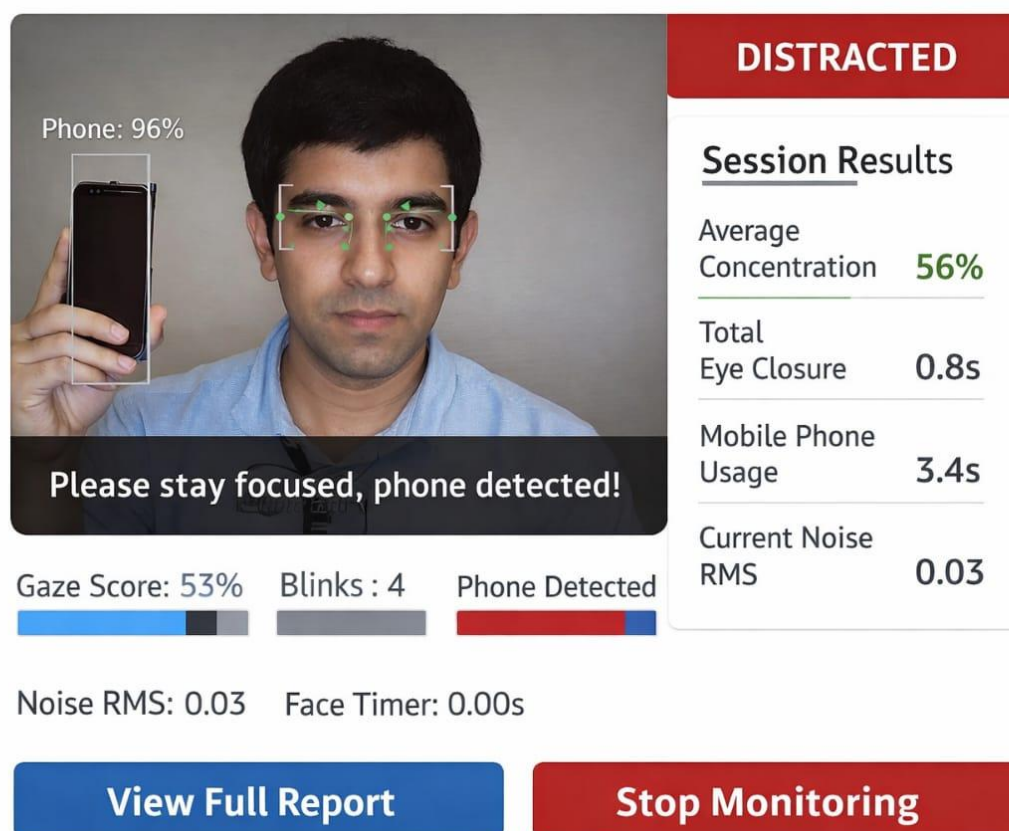 DISTRACTED
Phone: 96%
Session Results
Average
Concentration 56%
Total
Eye Closure 0.8s
Mobile Phone
Usage 3.4s
Current Noise
RMS 0.03
Please stay focused, phone detected!
Gaze Score: 53% Blinks : 4 Phone Detected
Noise RMS: 0.03 Face Timer: 0.00s
View Full Report Stop Monitoring